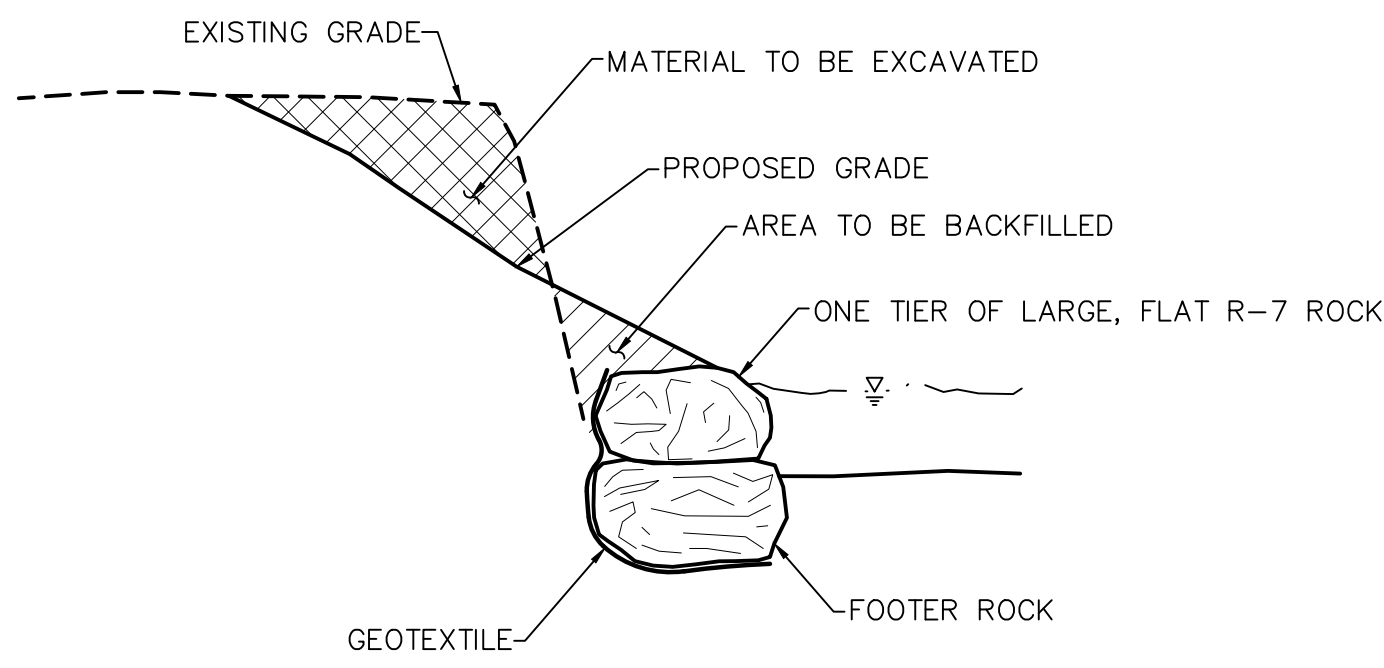 EXISTING GRADE
MATERIAL TO BE EXCAVATED
PROPOSED GRADE
AREA TO BE BACKFILLED
ONE TIER OF LARGE, FLAT R-7 ROCK
FOOTER ROCK
GEOTEXTILE